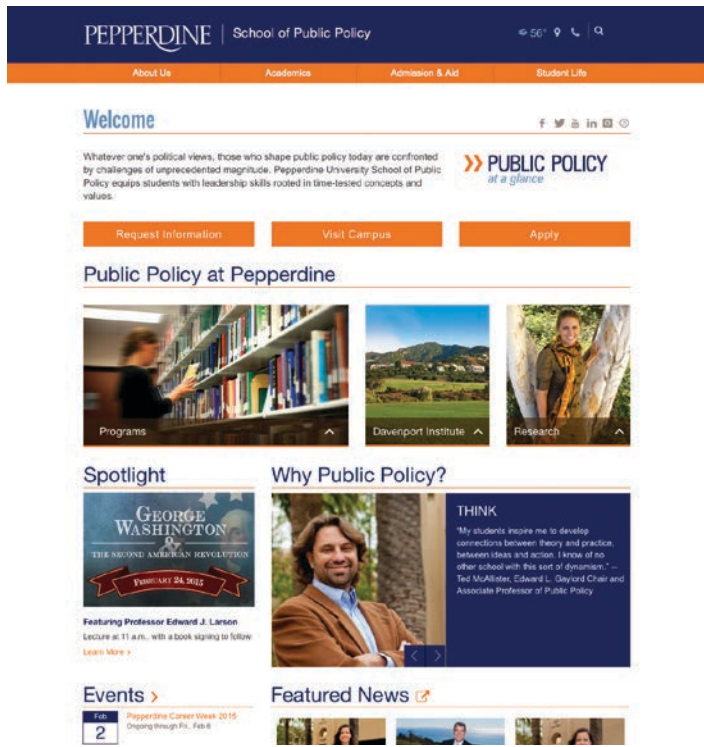 PEPPERDINE | School of Public Policy
56°
About Us Academics Admission & Aid Student Life
Welcome
Whatever one's political views, those who shape public policy today are confronted
by challenges of unprecedented magnitude. Pepperdine University School of Public
Policy equips students with leadership skills rooted in time-tested concepts and
values.
PUBLIC POLICY
at a glance
Request Information Visit Campus Apply
Public Policy at Pepperdine
Programs Davenport Institute Research
Spotlight
GEORGE
WASHINGTON
&
THE SECOND AMERICAN REVOLUTION
FEBRUARY 24, 2015
Featuring Professor Edward J. Larson
Lecture at 11 a.m., with a book signing to follow
Learn More >
Why Public Policy?
THINK
"My students inspire me to develop
connections between theory and practice,
between ideas and action. I know of no
other school with this sort of dynamism." –
Ted McAllister, Edward L. Gaylord Chair and
Associate Professor of Public Policy
Events >
Feb
2
Pepperdine Career Week 2015
Ongoing through Fri., Feb 6
Featured News